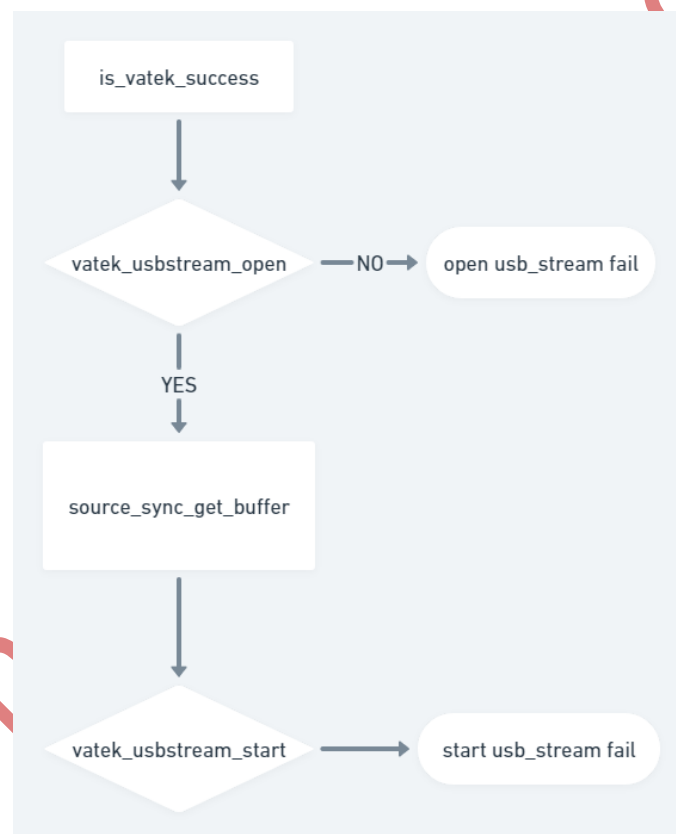 is_vatek_success
vatek_usbstream_open
NO
open usb_stream fail
YES
source_sync_get_buffer
vatek_usbstream_start
start usb_stream fail